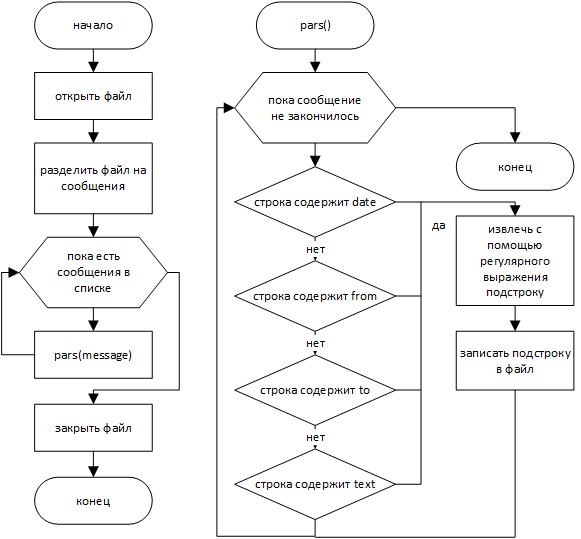 начало
открыть файл
разделить файл на
сообщения
пока есть
сообщения в
списке
pars(message)
закрыть файл
конец
pars()
пока сообщение
не закончилось
конец
строка содержит date
да
нет
извлечь с
помощью
регулярного
выражения
подстроку
строка содержит from
нет
записать подстроку
в файл
строка содержит to
нет
строка содержит text